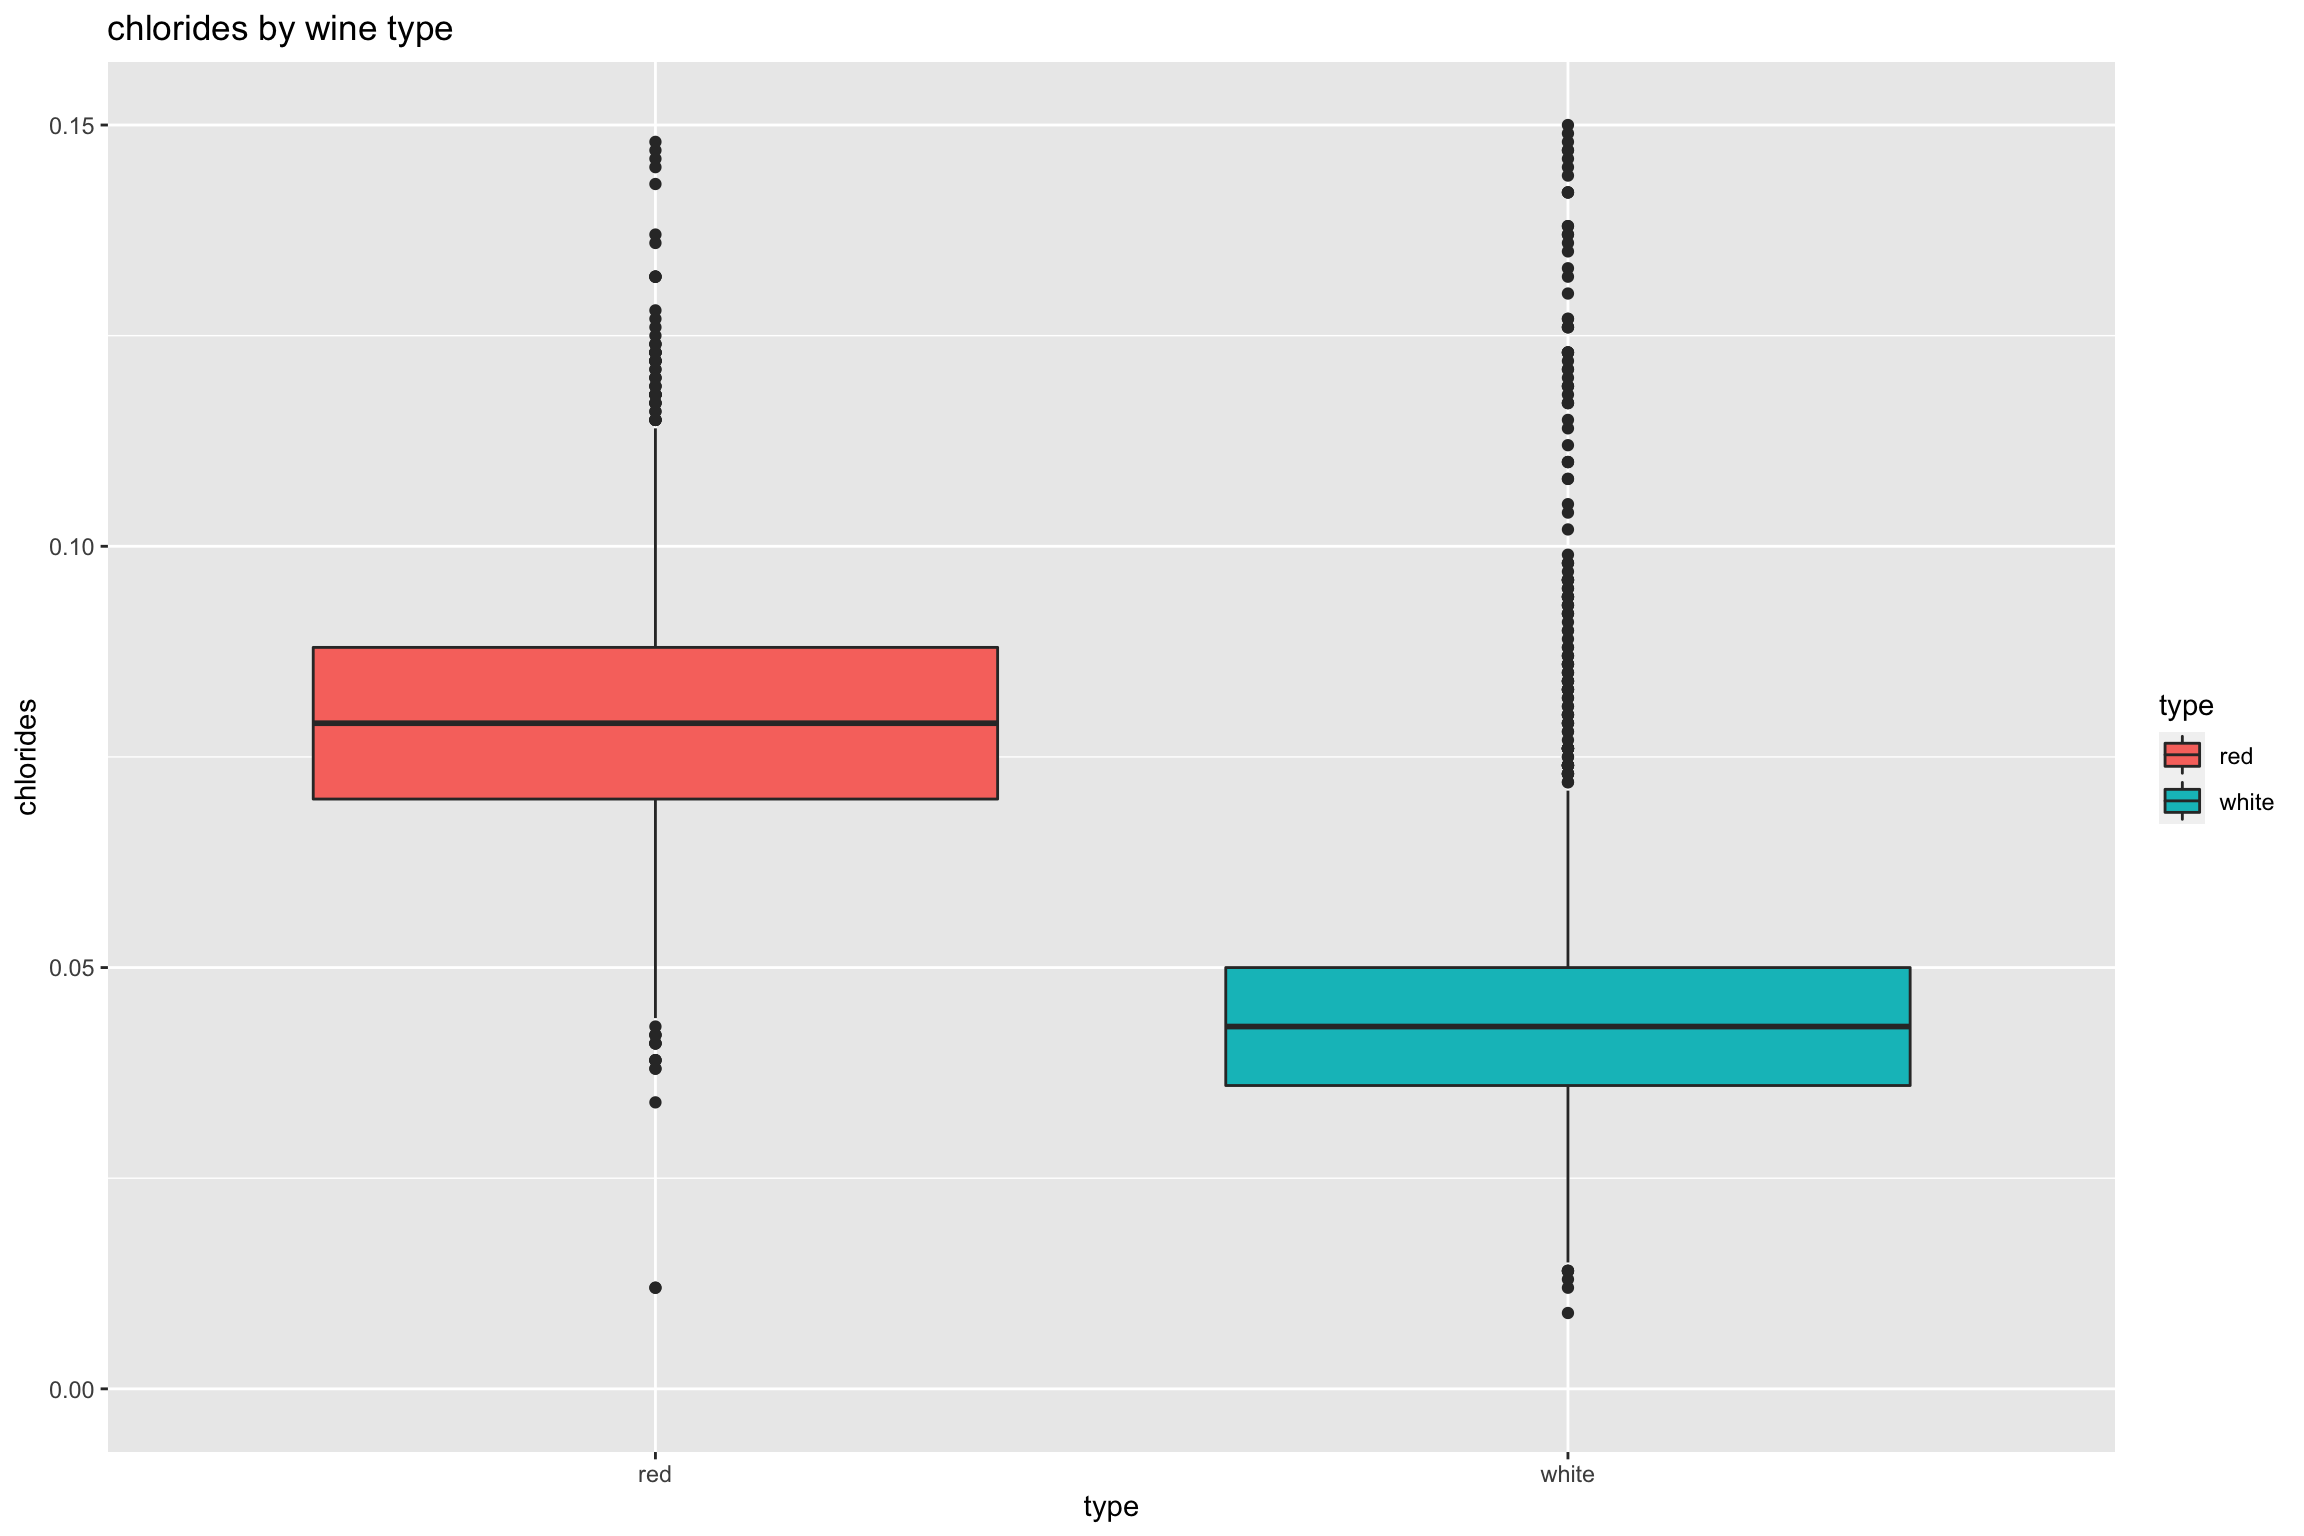 chlorides by wine type
0.15
0.10
0.05
0.00
chlorides
red
white
type
type
red
white